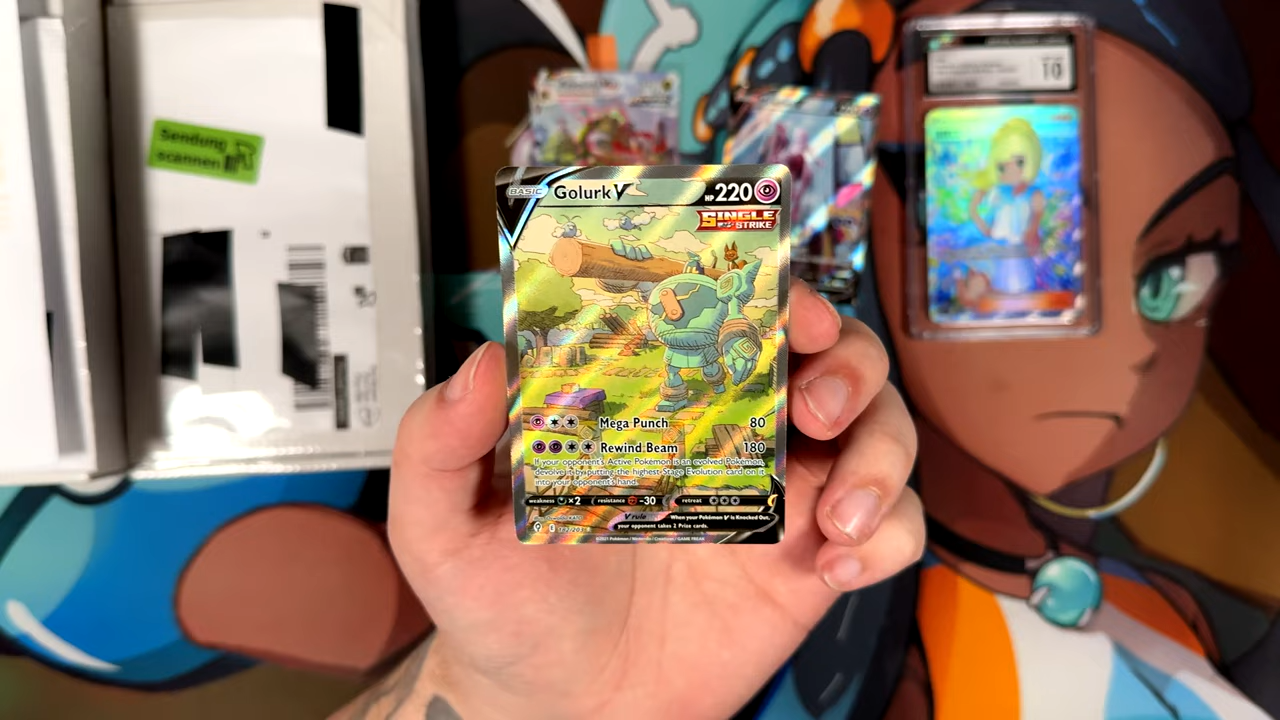 Sendung
scannen
10
BASIC
Golurk V
HP 220
SINGLE
STRIKE
Mega Punch 80
Rewind Beam 180
If your opponent's Active Pokémon is an evolved Pokémon,
devolve it by putting the highest Stage Evolution card on it
into your opponent's hand.
weakness ×2 resistance -30 retreat
V rule When your Pokémon V is Knocked Out,
your opponent takes 2 Prize cards.
©2021 Pokémon / Nintendo / Creatures / GAME FREAK